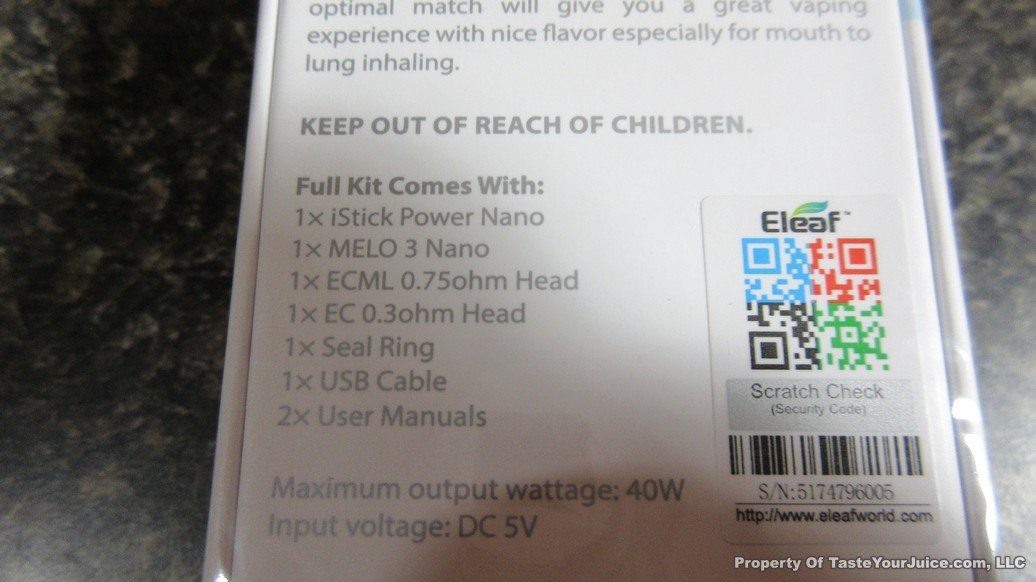 optimal match will give you a great vaping
experience with nice flavor especially for mouth to
lung inhaling.
KEEP OUT OF REACH OF CHILDREN.
Full Kit Comes With:
1× iStick Power Nano
1× MELO 3 Nano
1× ECML 0.75ohm Head
1× EC 0.3ohm Head
1× Seal Ring
1× USB Cable
2× User Manuals
Maximum output wattage: 40W
Input voltage: DC 5V
Eleaf™
Scratch Check
(Security Code)
S/N:5174796005
http://www.eleafworld.com
Property Of TasteYourJuice.com, LLC